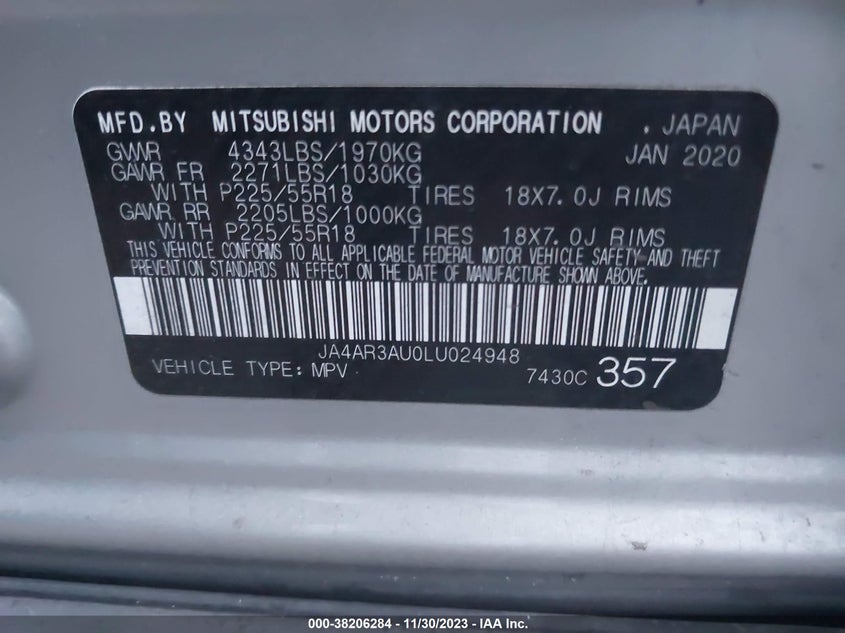 MFD.BY MITSUBISHI MOTORS CORPORATION . JAPAN
GVWR 4343LBS/1970KG JAN 2020
GAWR FR 2271LBS/1030KG
WITH P225/55R18 TIRES 18X7.0J RIMS
GAWR RR 2205LBS/1000KG
WITH P225/55R18 TIRES 18X7.0J RIMS
THIS VEHICLE CONFORMS TO ALL APPLICABLE FEDERAL MOTOR VEHICLE SAFETY AND THEFT
PREVENTION STANDARDS IN EFFECT ON THE DATE OF MANUFACTURE SHOWN ABOVE.
JA4AR3AU0LU024948
VEHICLE TYPE: MPV 7430C 357
000-38206284 - 11/30/2023 - IAA Inc.